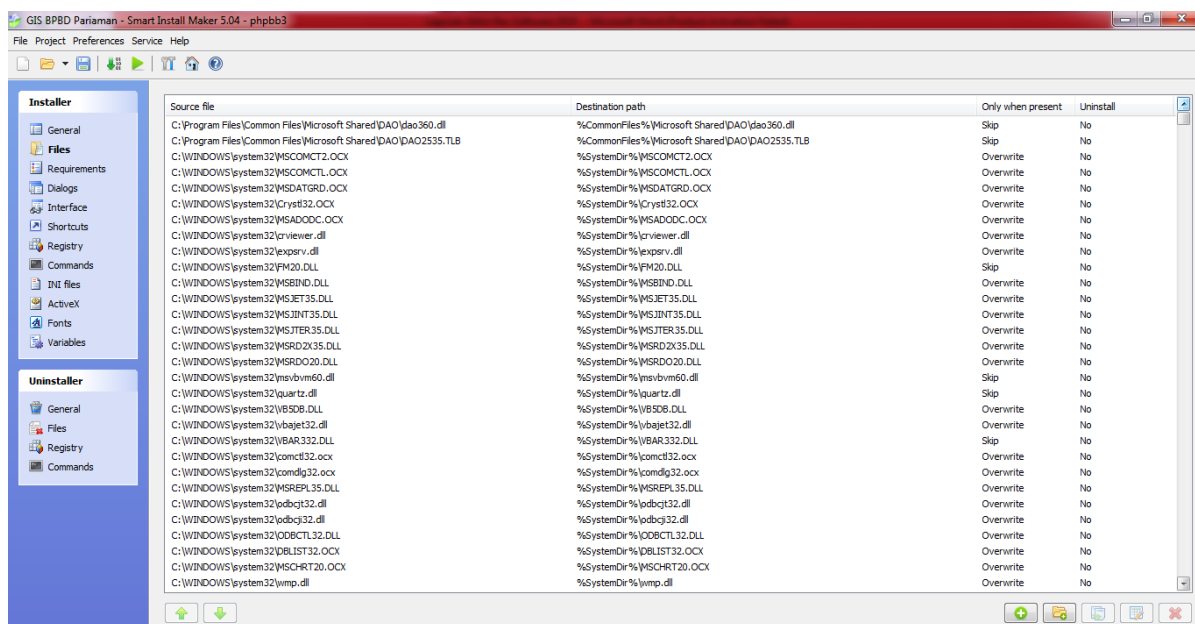 GIS BPBD Pariaman - Smart Install Maker 5.04 - phpbb3
File Project Preferences Service Help
Installer
General
Files
Requirements
Dialogs
Interface
Shortcuts
Registry
Commands
INI files
ActiveX
Fonts
Variables
Uninstaller
General
Files
Registry
Commands
Source file Destination path Only when present Uninstall
C:\Program Files\Common Files\Microsoft Shared\DAO\dao360.dll %CommonFiles%\Microsoft Shared\DAO\dao360.dll Skip No
C:\Program Files\Common Files\Microsoft Shared\DAO\DAO2535.TLB %CommonFiles%\Microsoft Shared\DAO\DAO2535.TLB Skip No
C:\WINDOWS\system32\MSCOMCT2.OCX %SystemDir%\MSCOMCT2.OCX Overwrite No
C:\WINDOWS\system32\MSCOMCTL.OCX %SystemDir%\MSCOMCTL.OCX Overwrite No
C:\WINDOWS\system32\MSDATGRD.OCX %SystemDir%\MSDATGRD.OCX Overwrite No
C:\WINDOWS\system32\Crystl32.OCX %SystemDir%\Crystl32.OCX Overwrite No
C:\WINDOWS\system32\MSADODC.OCX %SystemDir%\MSADODC.OCX Overwrite No
C:\WINDOWS\system32\crviewer.dll %SystemDir%\crviewer.dll Overwrite No
C:\WINDOWS\system32\expsrv.dll %SystemDir%\expsrv.dll Overwrite No
C:\WINDOWS\system32\FM20.DLL %SystemDir%\FM20.DLL Skip No
C:\WINDOWS\system32\MSBIND.DLL %SystemDir%\MSBIND.DLL Overwrite No
C:\WINDOWS\system32\MSJET35.DLL %SystemDir%\MSJET35.DLL Overwrite No
C:\WINDOWS\system32\MSJINT35.DLL %SystemDir%\MSJINT35.DLL Overwrite No
C:\WINDOWS\system32\MSJTER35.DLL %SystemDir%\MSJTER35.DLL Overwrite No
C:\WINDOWS\system32\MSRD2X35.DLL %SystemDir%\MSRD2X35.DLL Overwrite No
C:\WINDOWS\system32\MSRDO20.DLL %SystemDir%\MSRDO20.DLL Overwrite No
C:\WINDOWS\system32\msvbvm60.dll %SystemDir%\msvbvm60.dll Skip No
C:\WINDOWS\system32\quartz.dll %SystemDir%\quartz.dll Skip No
C:\WINDOWS\system32\VB5DB.DLL %SystemDir%\VB5DB.DLL Overwrite No
C:\WINDOWS\system32\vbajet32.dll %SystemDir%\vbajet32.dll Overwrite No
C:\WINDOWS\system32\VBAR332.DLL %SystemDir%\VBAR332.DLL Skip No
C:\WINDOWS\system32\comctl32.ocx %SystemDir%\comctl32.ocx Overwrite No
C:\WINDOWS\system32\comdlg32.ocx %SystemDir%\comdlg32.ocx Overwrite No
C:\WINDOWS\system32\MSREPL35.DLL %SystemDir%\MSREPL35.DLL Overwrite No
C:\WINDOWS\system32\odbcjt32.dll %SystemDir%\odbcjt32.dll Overwrite No
C:\WINDOWS\system32\odbcji32.dll %SystemDir%\odbcji32.dll Overwrite No
C:\WINDOWS\system32\ODBCTL32.DLL %SystemDir%\ODBCTL32.DLL Overwrite No
C:\WINDOWS\system32\DBLIST32.OCX %SystemDir%\DBLIST32.OCX Overwrite No
C:\WINDOWS\system32\MSCHRT20.OCX %SystemDir%\MSCHRT20.OCX Overwrite No
C:\WINDOWS\system32\wmp.dll %SystemDir%\wmp.dll Overwrite No